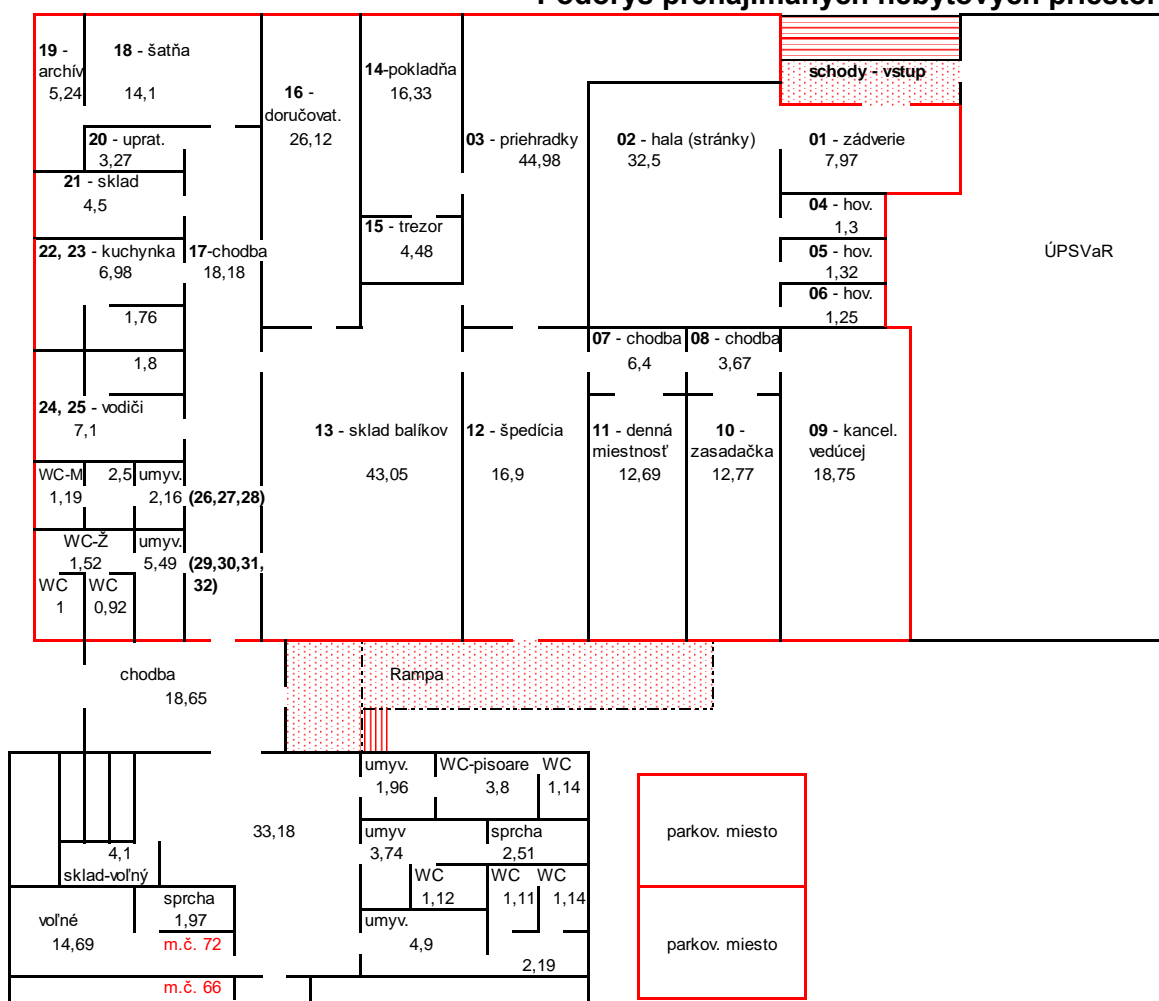 Pôdorys prenajímaných nebytových priestor
19 -
archív
5,24
18 - šatňa
14,1
16 -
doručovat.
26,12
14-pokladňa
16,33
schody - vstup
20 - uprat.
3,27
03 - priehradky
44,98
02 - hala (stránky)
32,5
01 - zádverie
7,97
21 - sklad
4,5
04 - hov.
1,3
15 - trezor
4,48
22, 23 - kuchynka
6,98
17-chodba
18,18
05 - hov.
1,32
ÚPSVaR
06 - hov.
1,25
1,76
07 - chodba
6,4
08 - chodba
3,67
1,8
24, 25 - vodiči
7,1
13 - sklad balíkov
43,05
12 - špedícia
16,9
11 - denná
miestnosť
12,69
10 -
zasadačka
12,77
09 - kancel.
vedúcej
18,75
WC-M
1,19
2,5
umyv.
2,16
(26,27,28)
WC-Ž
1,52
umyv.
5,49
(29,30,31,
32)
WC
1
WC
0,92
chodba
18,65
Rampa
umyv.
1,96
WC-pisoare
3,8
WC
1,14
33,18
umyv
3,74
sprcha
2,51
parkov. miesto
4,1
sklad-voľný
WC
1,12
WC
1,11
WC
1,14
sprcha
1,97
voľné
14,69
m.č. 72
umyv.
4,9
2,19
parkov. miesto
m.č. 66